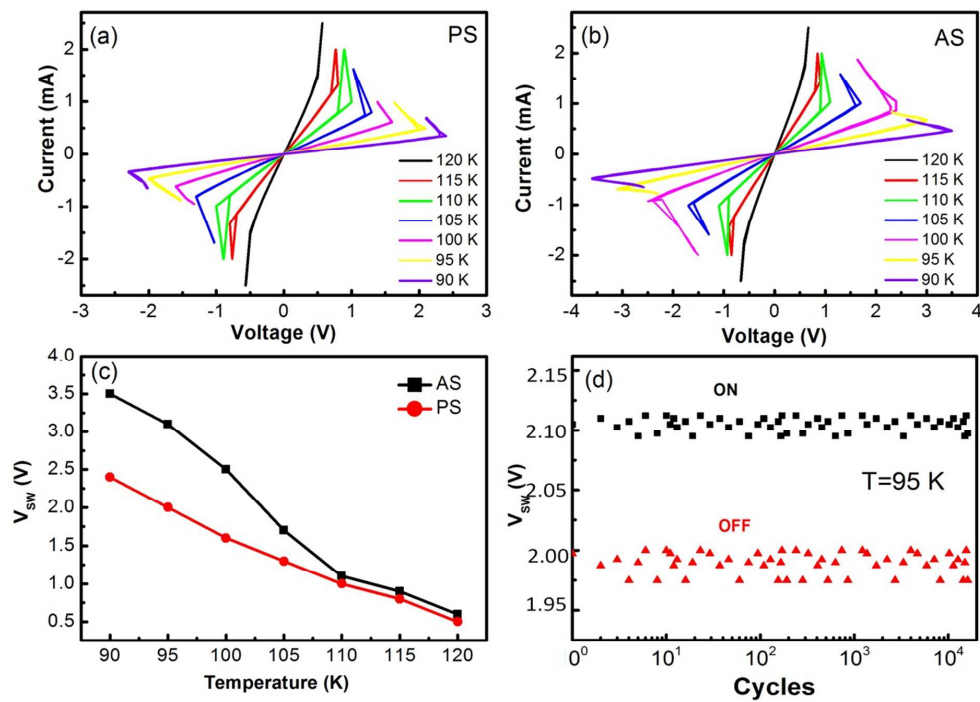 (a)
PS
Current (mA)
2
1
0
-1
-2
120 K
115 K
110 K
105 K
100 K
95 K
90 K
-3 -2 -1 0 1 2 3
Voltage (V)
(b)
AS
Current (mA)
2
1
0
-1
-2
120 K
115 K
110 K
105 K
100 K
95 K
90 K
-4 -3 -2 -1 0 1 2 3 4
Voltage (V)
(c)
AS
PS
V_sw (V)
4.0
3.5
3.0
2.5
2.0
1.5
1.0
0.5
90 95 100 105 110 115 120
Temperature (K)
(d)
ON
T=95 K
OFF
V_sw (V)
2.15
2.10
2.05
2.00
1.95
10^0 10^1 10^2 10^3 10^4
Cycles